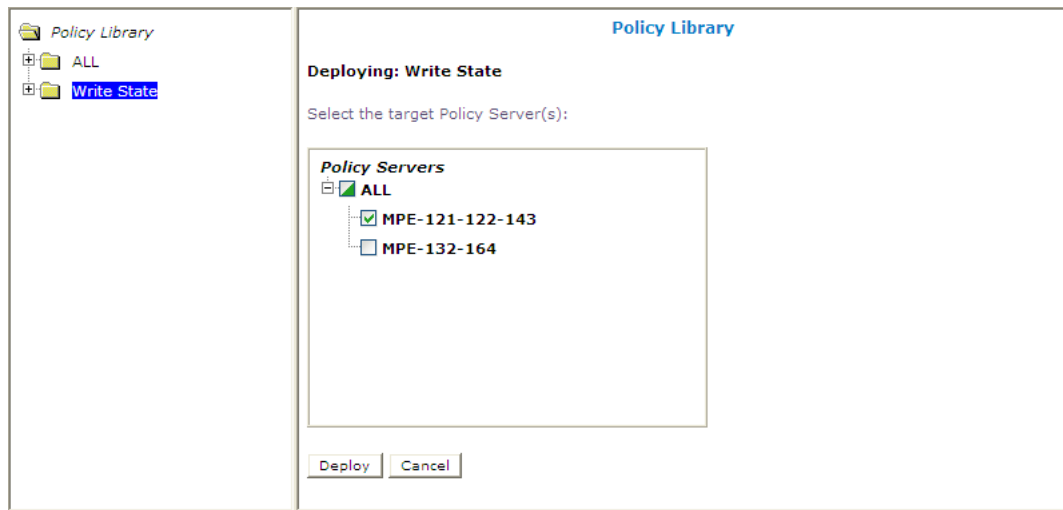 Policy Library
ALL
Write State
Policy Library
Deploying: Write State
Select the target Policy Server(s):
Policy Servers
ALL
MPE-121-122-143
MPE-132-164
Deploy Cancel